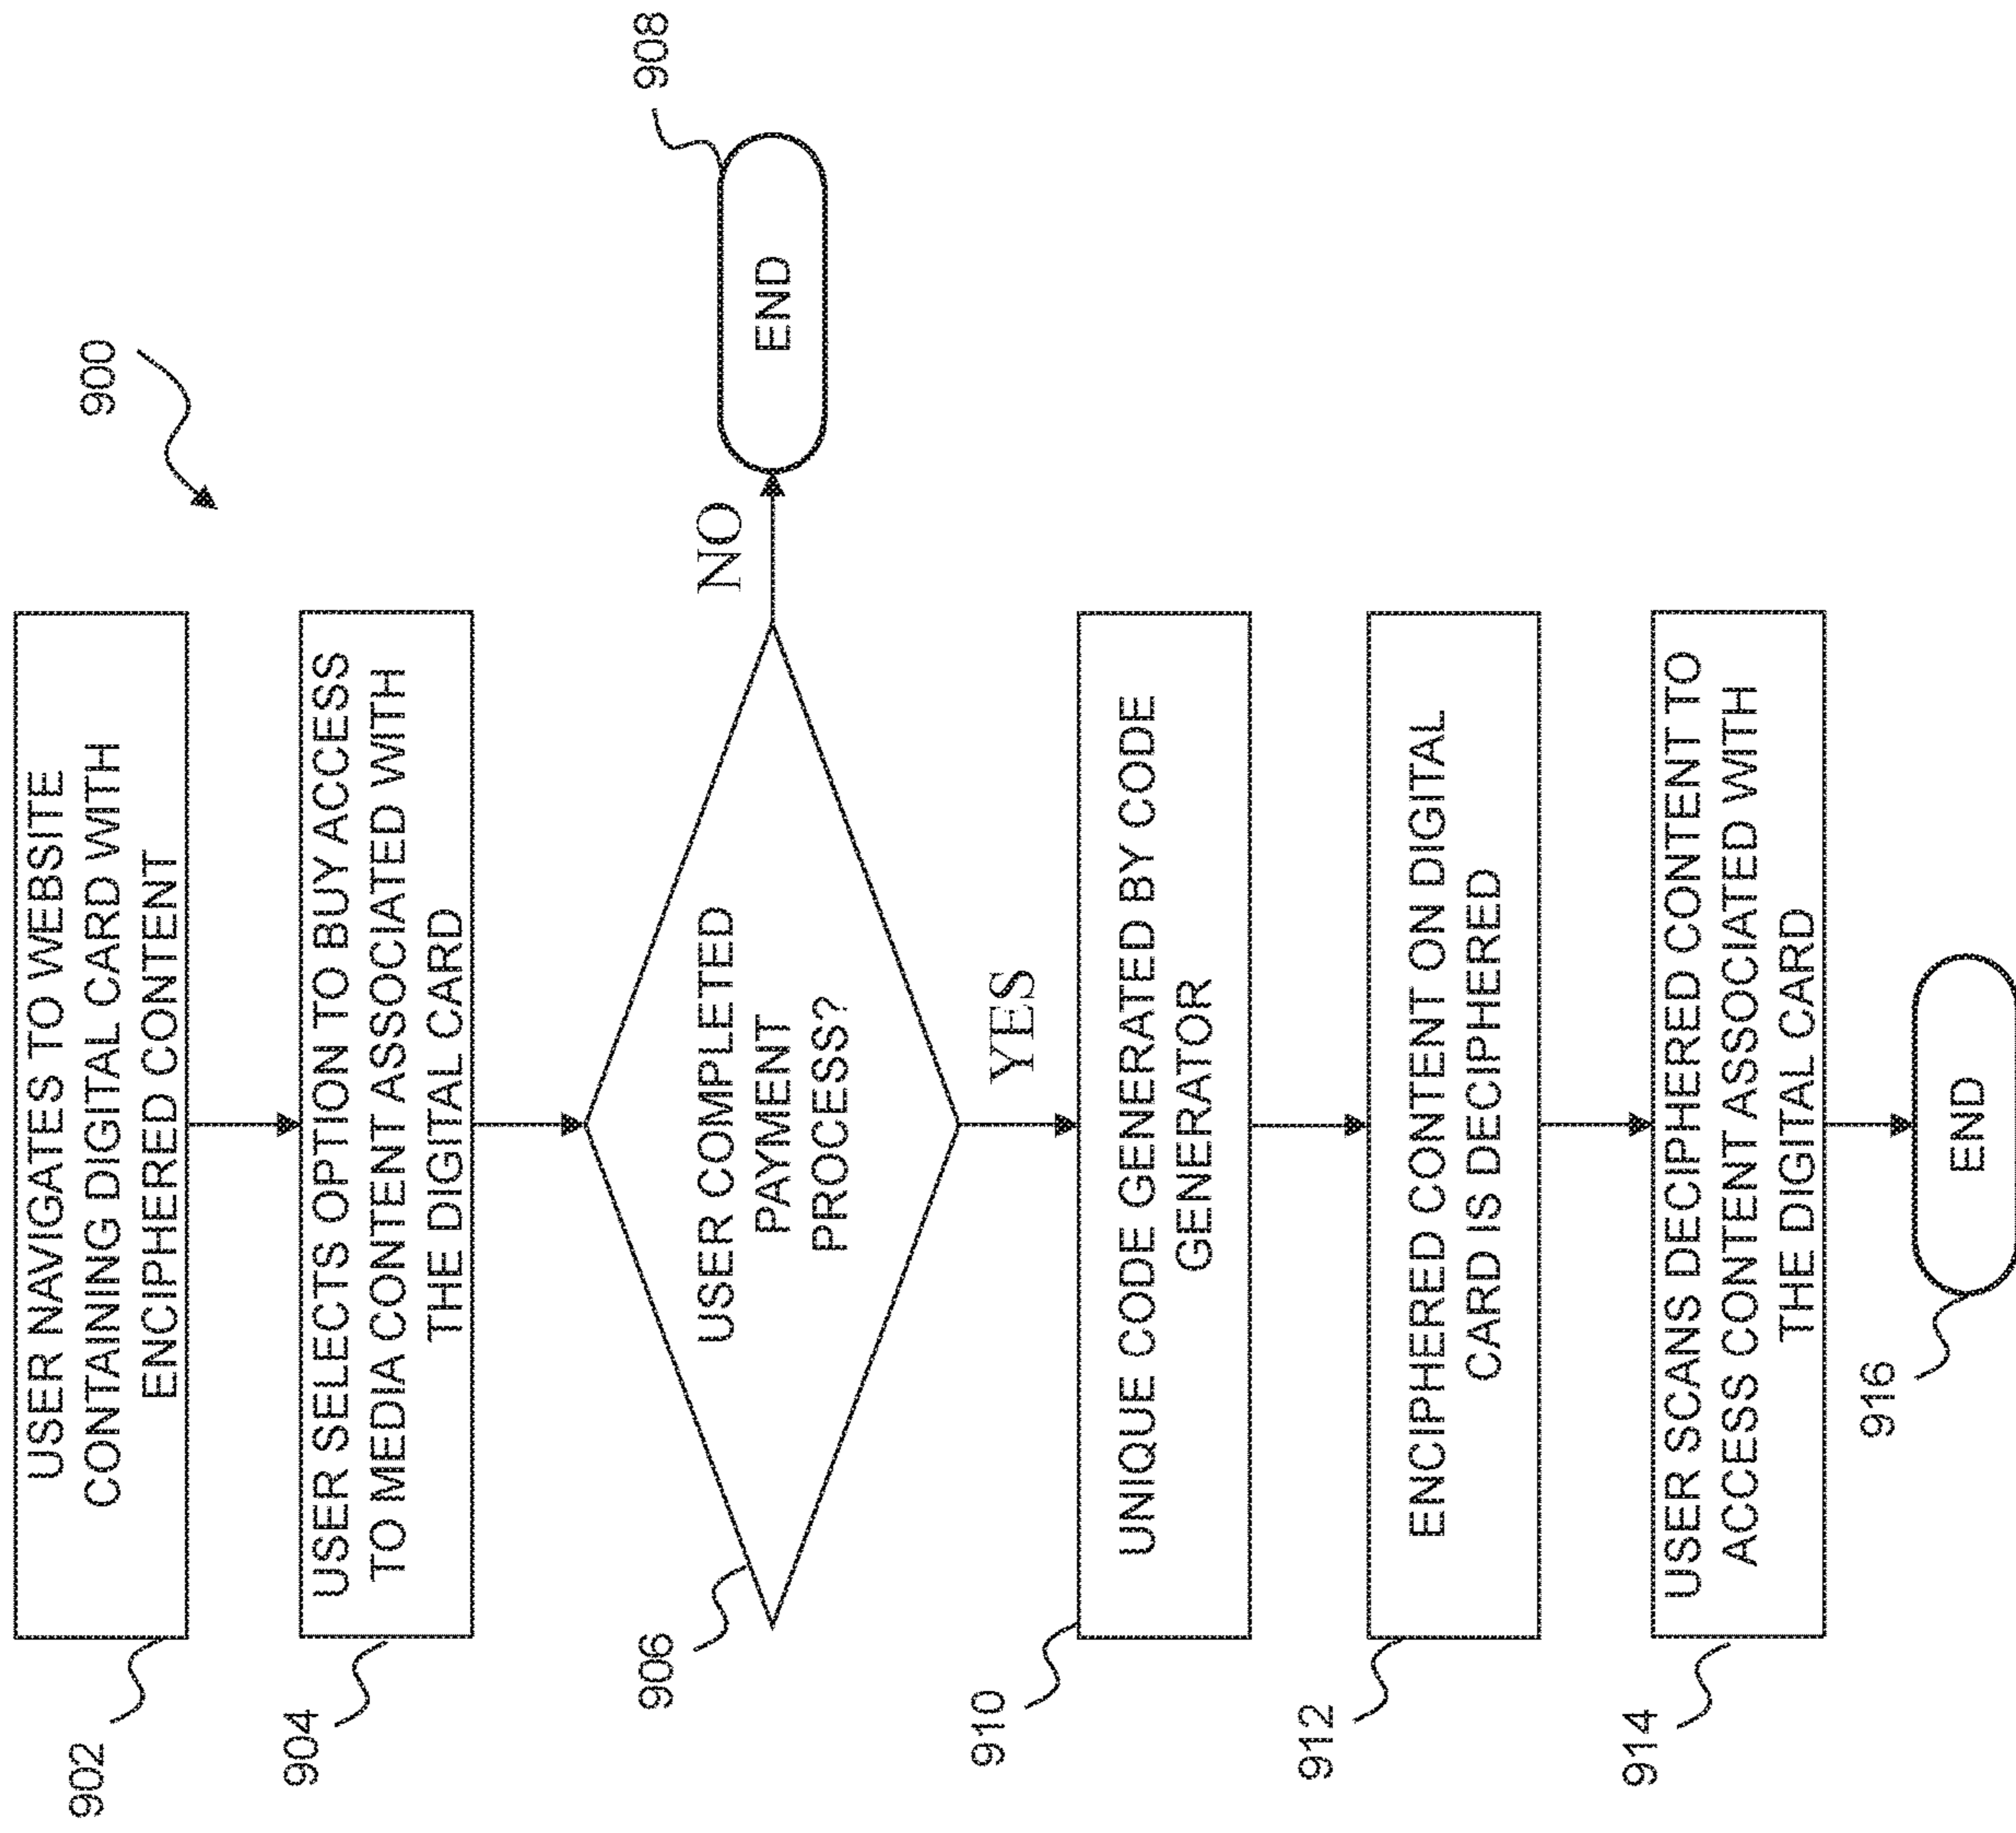 900
902
USER NAVIGATES TO WEBSITE
CONTAINING DIGITAL CARD WITH
ENCIPHERED CONTENT
904
USER SELECTS OPTION TO BUY ACCESS
TO MEDIA CONTENT ASSOCIATED WITH
THE DIGITAL CARD
906
USER COMPLETED
PAYMENT
PROCESS?
NO
908
END
YES
910
UNIQUE CODE GENERATED BY CODE
GENERATOR
912
ENCIPHERED CONTENT ON DIGITAL
CARD IS DECIPHERED
914
USER SCANS DECIPHERED CONTENT TO
ACCESS CONTENT ASSOCIATED WITH
THE DIGITAL CARD
916
END